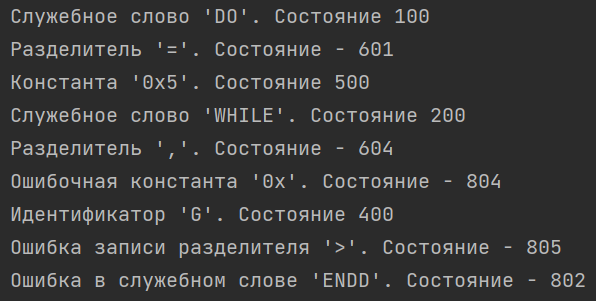 Служебное слово 'DO'. Состояние 100
Разделитель '='. Состояние - 601
Константа '0x5'. Состояние 500
Служебное слово 'WHILE'. Состояние 200
Разделитель ','. Состояние - 604
Ошибочная константа '0x'. Состояние - 804
Идентификатор 'G'. Состояние 400
Ошибка записи разделителя '>'. Состояние - 805
Ошибка в служебном слове 'ENDD'. Состояние - 802